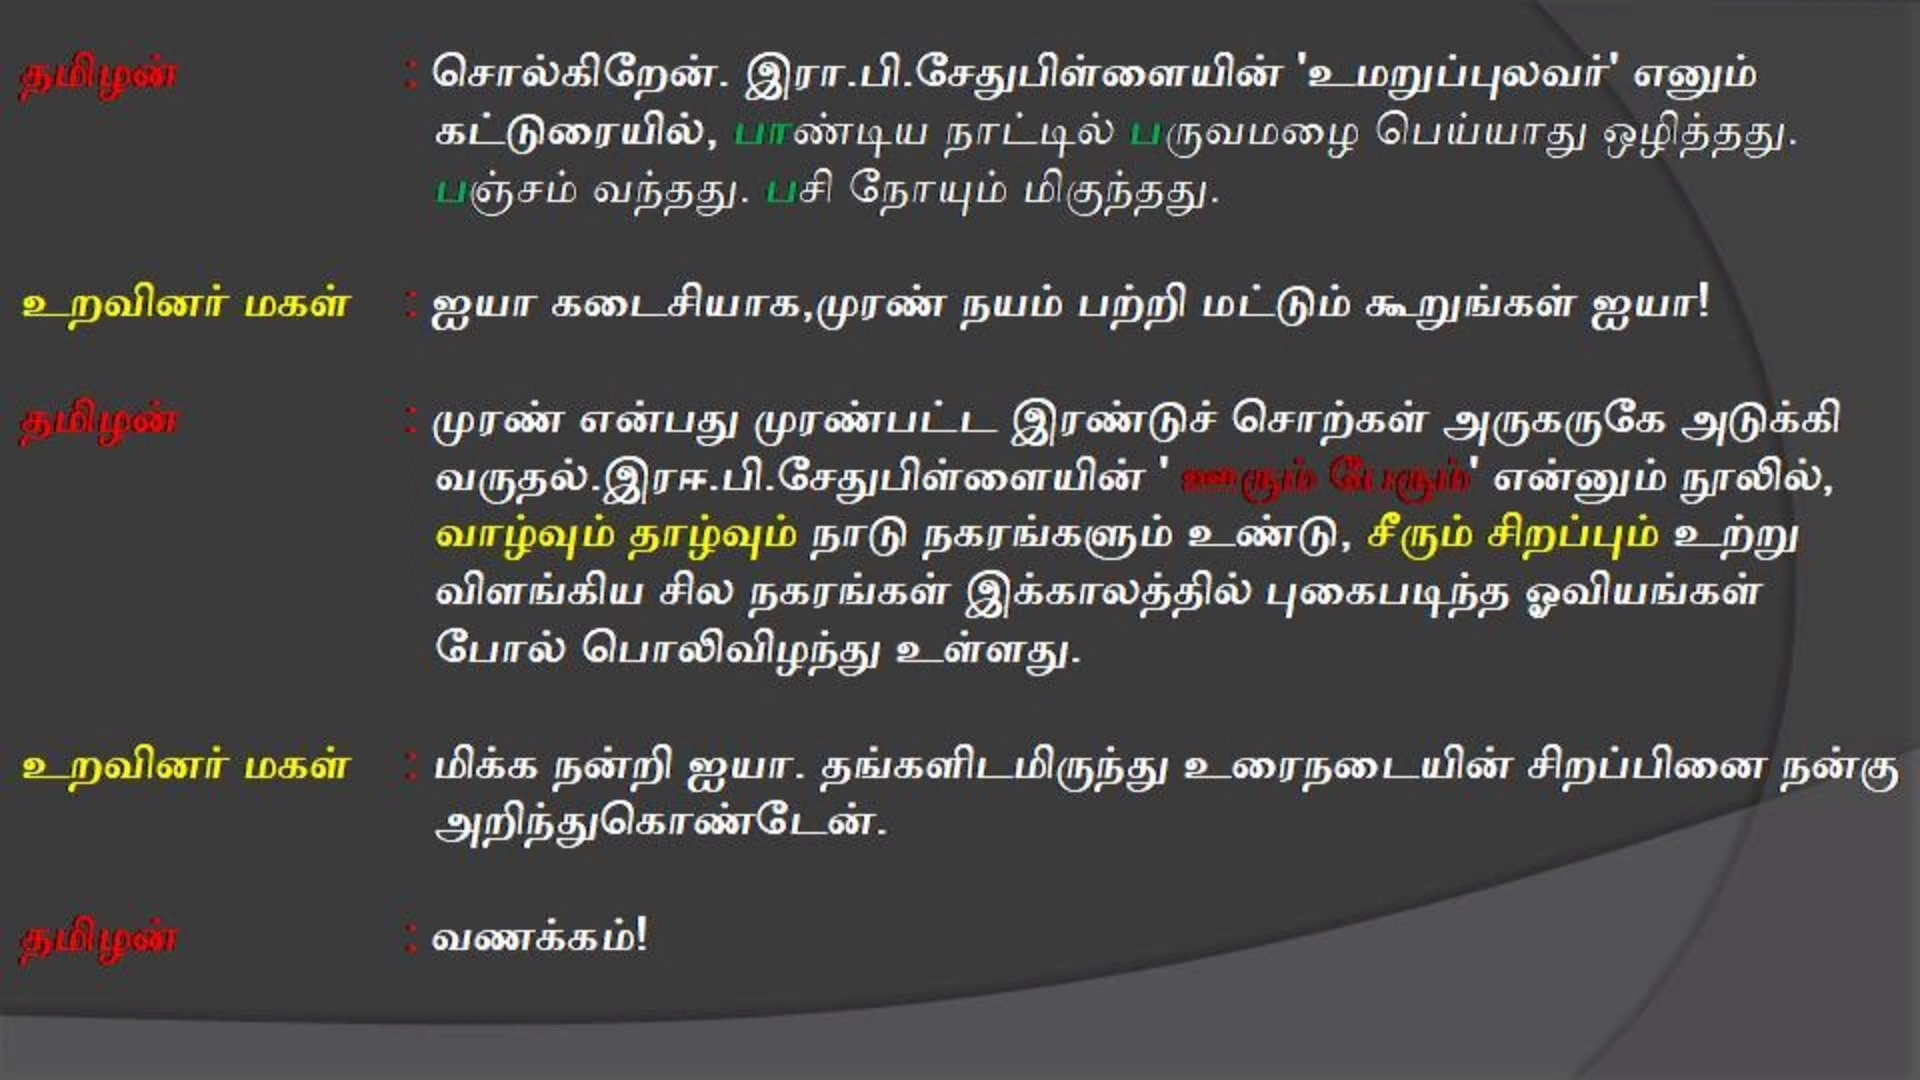 தமிழன் : சொல்கிறேன். இரா.பி.சேதுபிள்ளையின் 'உமறுப்புலவர்' எனும்
கட்டுரையில், பாண்டிய நாட்டில் பருவமழை பெய்யாது ஒழித்தது.
பஞ்சம் வந்தது. பசி நோயும் மிகுந்தது.
உறவினர் மகள் : ஐயா கடைசியாக,முரண் நயம் பற்றி மட்டும் கூறுங்கள் ஐயா!
தமிழன் : முரண் என்பது முரண்பட்ட இரண்டுச் சொற்கள் அருகருகே அடுக்கி
வருதல்.இரஈ.பி.சேதுபிள்ளையின் ' ஊரும் பேரும்' என்னும் நூலில்,
வாழ்வும் தாழ்வும் நாடு நகரங்களும் உண்டு, சீரும் சிறப்பும் உற்று
விளங்கிய சில நகரங்கள் இக்காலத்தில் புகைபடிந்த ஓவியங்கள்
போல் பொலிவிழந்து உள்ளது.
உறவினர் மகள் : மிக்க நன்றி ஐயா. தங்களிடமிருந்து உரைநடையின் சிறப்பினை நன்கு
அறிந்துகொண்டேன்.
தமிழன் : வணக்கம்!